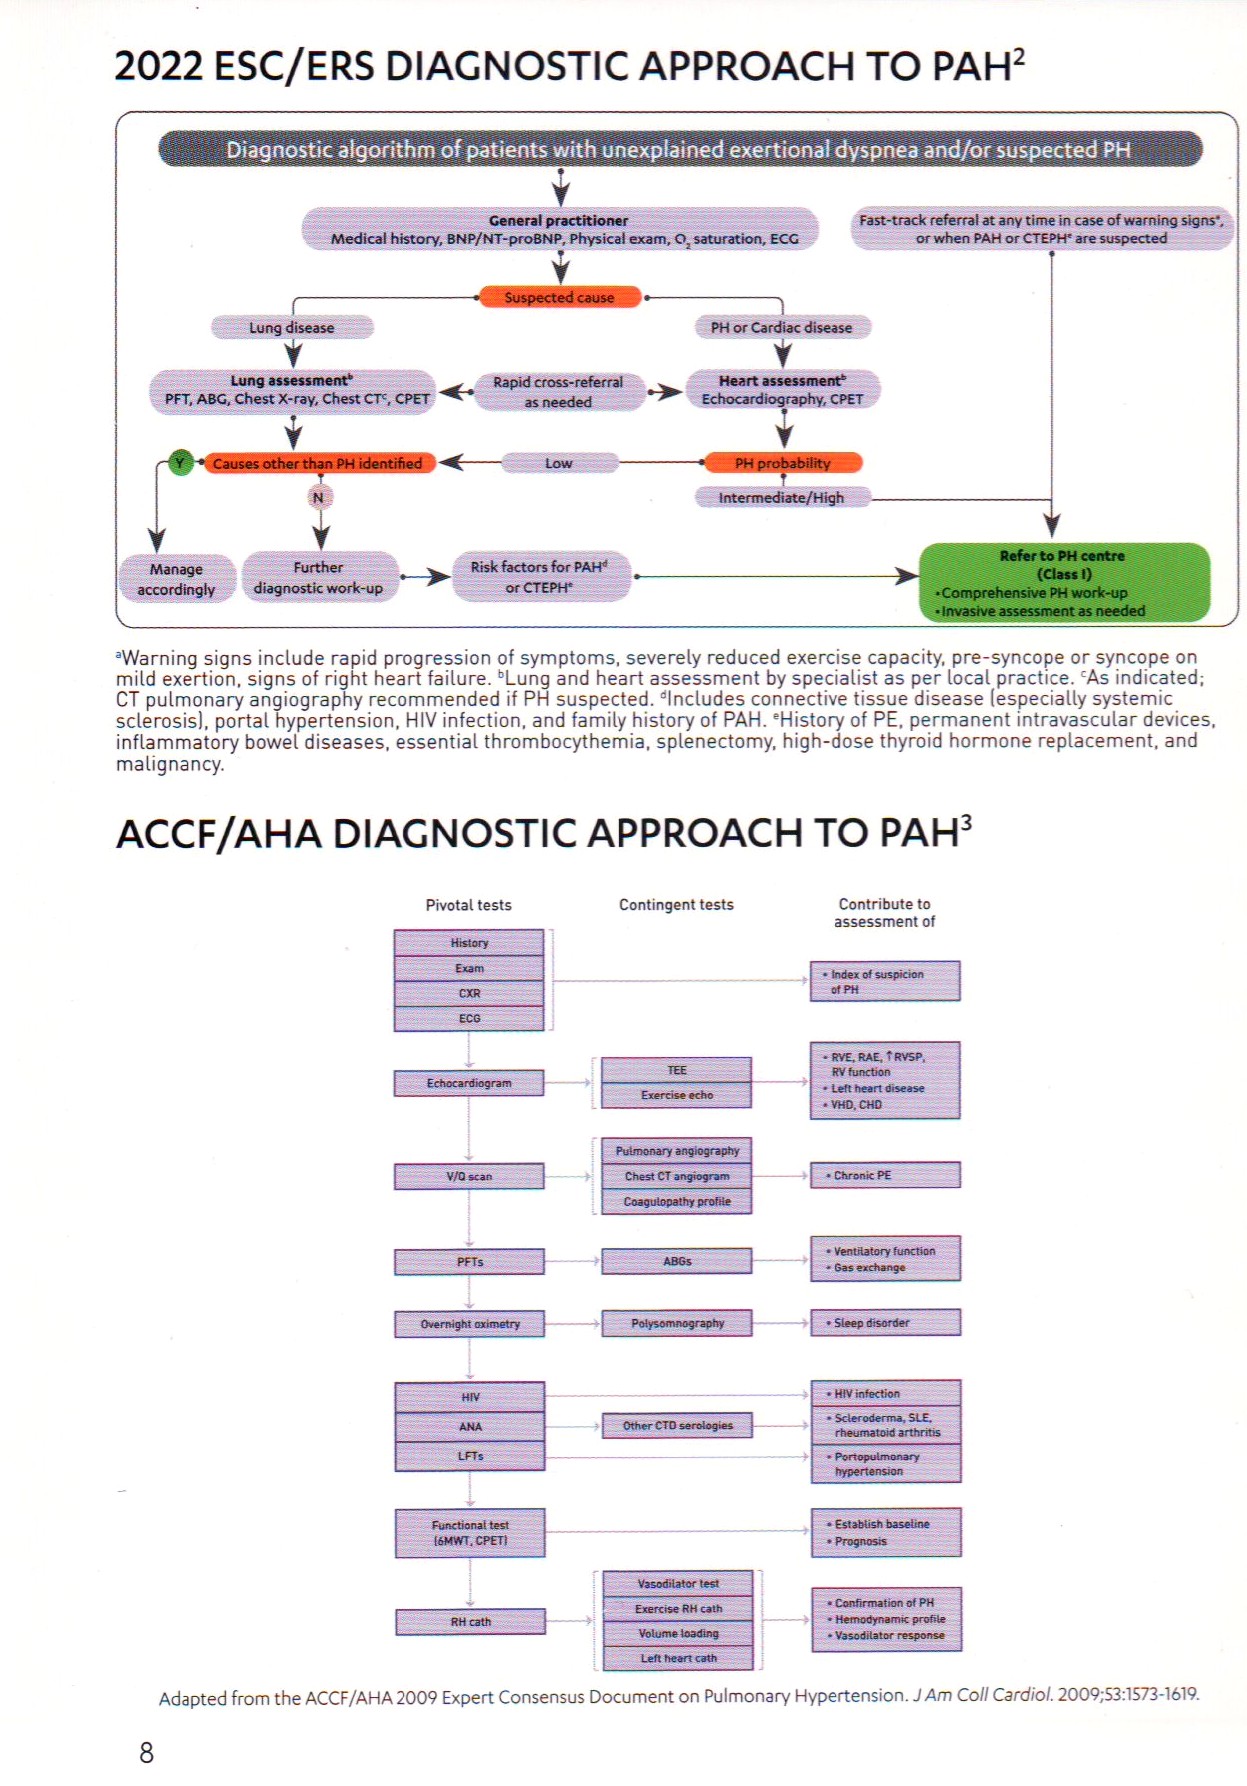 2022 ESC/ERS DIAGNOSTIC APPROACH TO PAH²
Diagnostic algorithm of patients with unexplained exertional dyspnea and/or suspected PH
General practitioner
Medical history, BNP/NT-proBNP, Physical exam, O₂ saturation, ECG
Fast-track referral at any time in case of warning signsᵃ,
or when PAH or CTEPHᵉ are suspected
Suspected cause
Lung disease
PH or Cardiac disease
Lung assessmentᵇ
PFT, ABG, Chest X-ray, Chest CTᶜ, CPET
Rapid cross-referral
as needed
Heart assessmentᵇ
Echocardiography, CPET
Y
Causes other than PH identified
Low
PH probability
N
Intermediate/High
Manage
accordingly
Further
diagnostic work-up
Risk factors for PAHᵈ
or CTEPHᵉ
Refer to PH centre
(Class I)
•Comprehensive PH work-up
•Invasive assessment as needed
ᵃWarning signs include rapid progression of symptoms, severely reduced exercise capacity, pre-syncope or syncope on
mild exertion, signs of right heart failure. ᵇLung and heart assessment by specialist as per local practice. ᶜAs indicated;
CT pulmonary angiography recommended if PH suspected. ᵈIncludes connective tissue disease (especially systemic
sclerosis), portal hypertension, HIV infection, and family history of PAH. ᵉHistory of PE, permanent intravascular devices,
inflammatory bowel diseases, essential thrombocythemia, splenectomy, high-dose thyroid hormone replacement, and
malignancy.
ACCF/AHA DIAGNOSTIC APPROACH TO PAH³
Pivotal tests
Contingent tests
Contribute to
assessment of
History
Exam
CXR
ECG
• Index of suspicion
of PH
Echocardiogram
TEE
Exercise echo
• RVE, RAE, ↑RVSP,
RV function
• Left heart disease
• VHD, CHD
V/Q scan
Pulmonary angiography
Chest CT angiogram
Coagulopathy profile
• Chronic PE
PFTs
ABGs
• Ventilatory function
• Gas exchange
Overnight oximetry
Polysomnography
• Sleep disorder
HIV
• HIV infection
ANA
Other CTD serologies
• Scleroderma, SLE,
rheumatoid arthritis
LFTs
• Portopulmonary
hypertension
Functional test
(6MWT, CPET)
• Establish baseline
• Prognosis
RH cath
Vasodilator test
Exercise RH cath
Volume loading
Left heart cath
• Confirmation of PH
• Hemodynamic profile
• Vasodilator response
Adapted from the ACCF/AHA 2009 Expert Consensus Document on Pulmonary Hypertension. J Am Coll Cardiol. 2009;53:1573-1619.
8